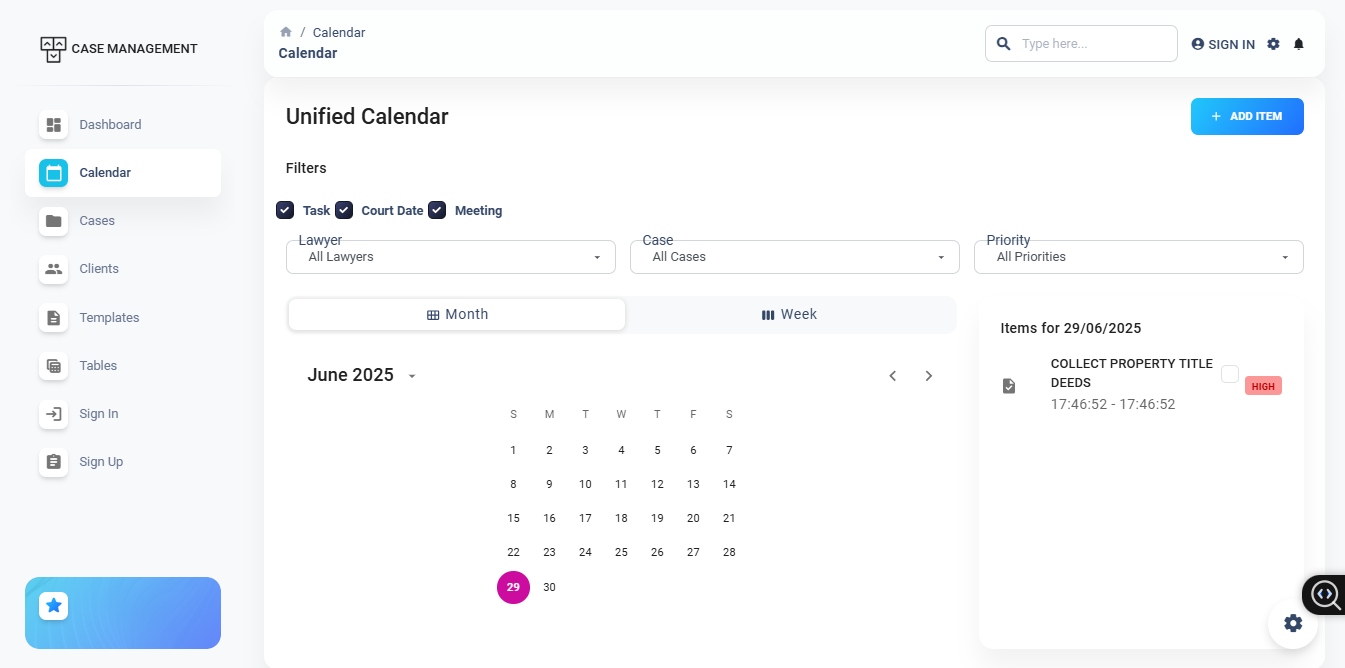 CASE MANAGEMENT
Dashboard
Calendar
Cases
Clients
Templates
Tables
Sign In
Sign Up
/ Calendar
Calendar
Type here...
SIGN IN
Unified Calendar
+ ADD ITEM
Filters
Task Court Date Meeting
Lawyer Case Priority
All Lawyers All Cases All Priorities
Month Week
June 2025
S M T W T F S
1 2 3 4 5 6 7
8 9 10 11 12 13 14
15 16 17 18 19 20 21
22 23 24 25 26 27 28
29 30
Items for 29/06/2025
COLLECT PROPERTY TITLE
DEEDS
HIGH
17:46:52 - 17:46:52